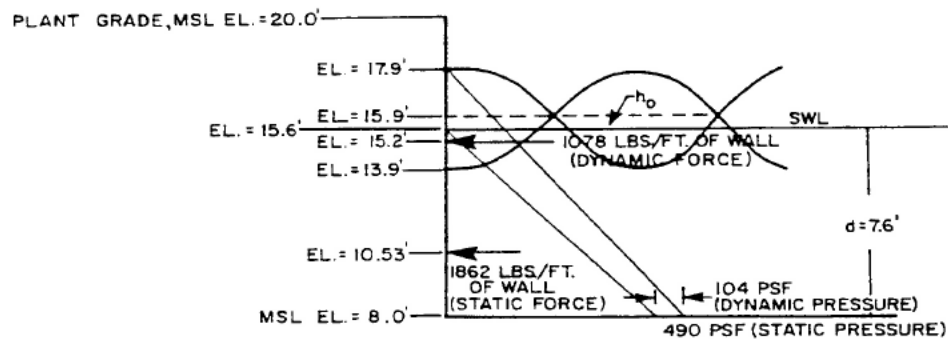 PLANT GRADE, MSL EL. = 20.0'
EL. = 17.9'
h₀
EL. = 15.9'
SWL
EL. = 15.6'
EL. = 15.2'
1078 LBS/FT. OF WALL
(DYNAMIC FORCE)
EL. = 13.9'
d = 7.6'
EL. = 10.53'
1862 LBS./FT.
OF WALL
(STATIC FORCE)
104 PSF
(DYNAMIC PRESSURE)
MSL EL. = 8.0'
490 PSF (STATIC PRESSURE)